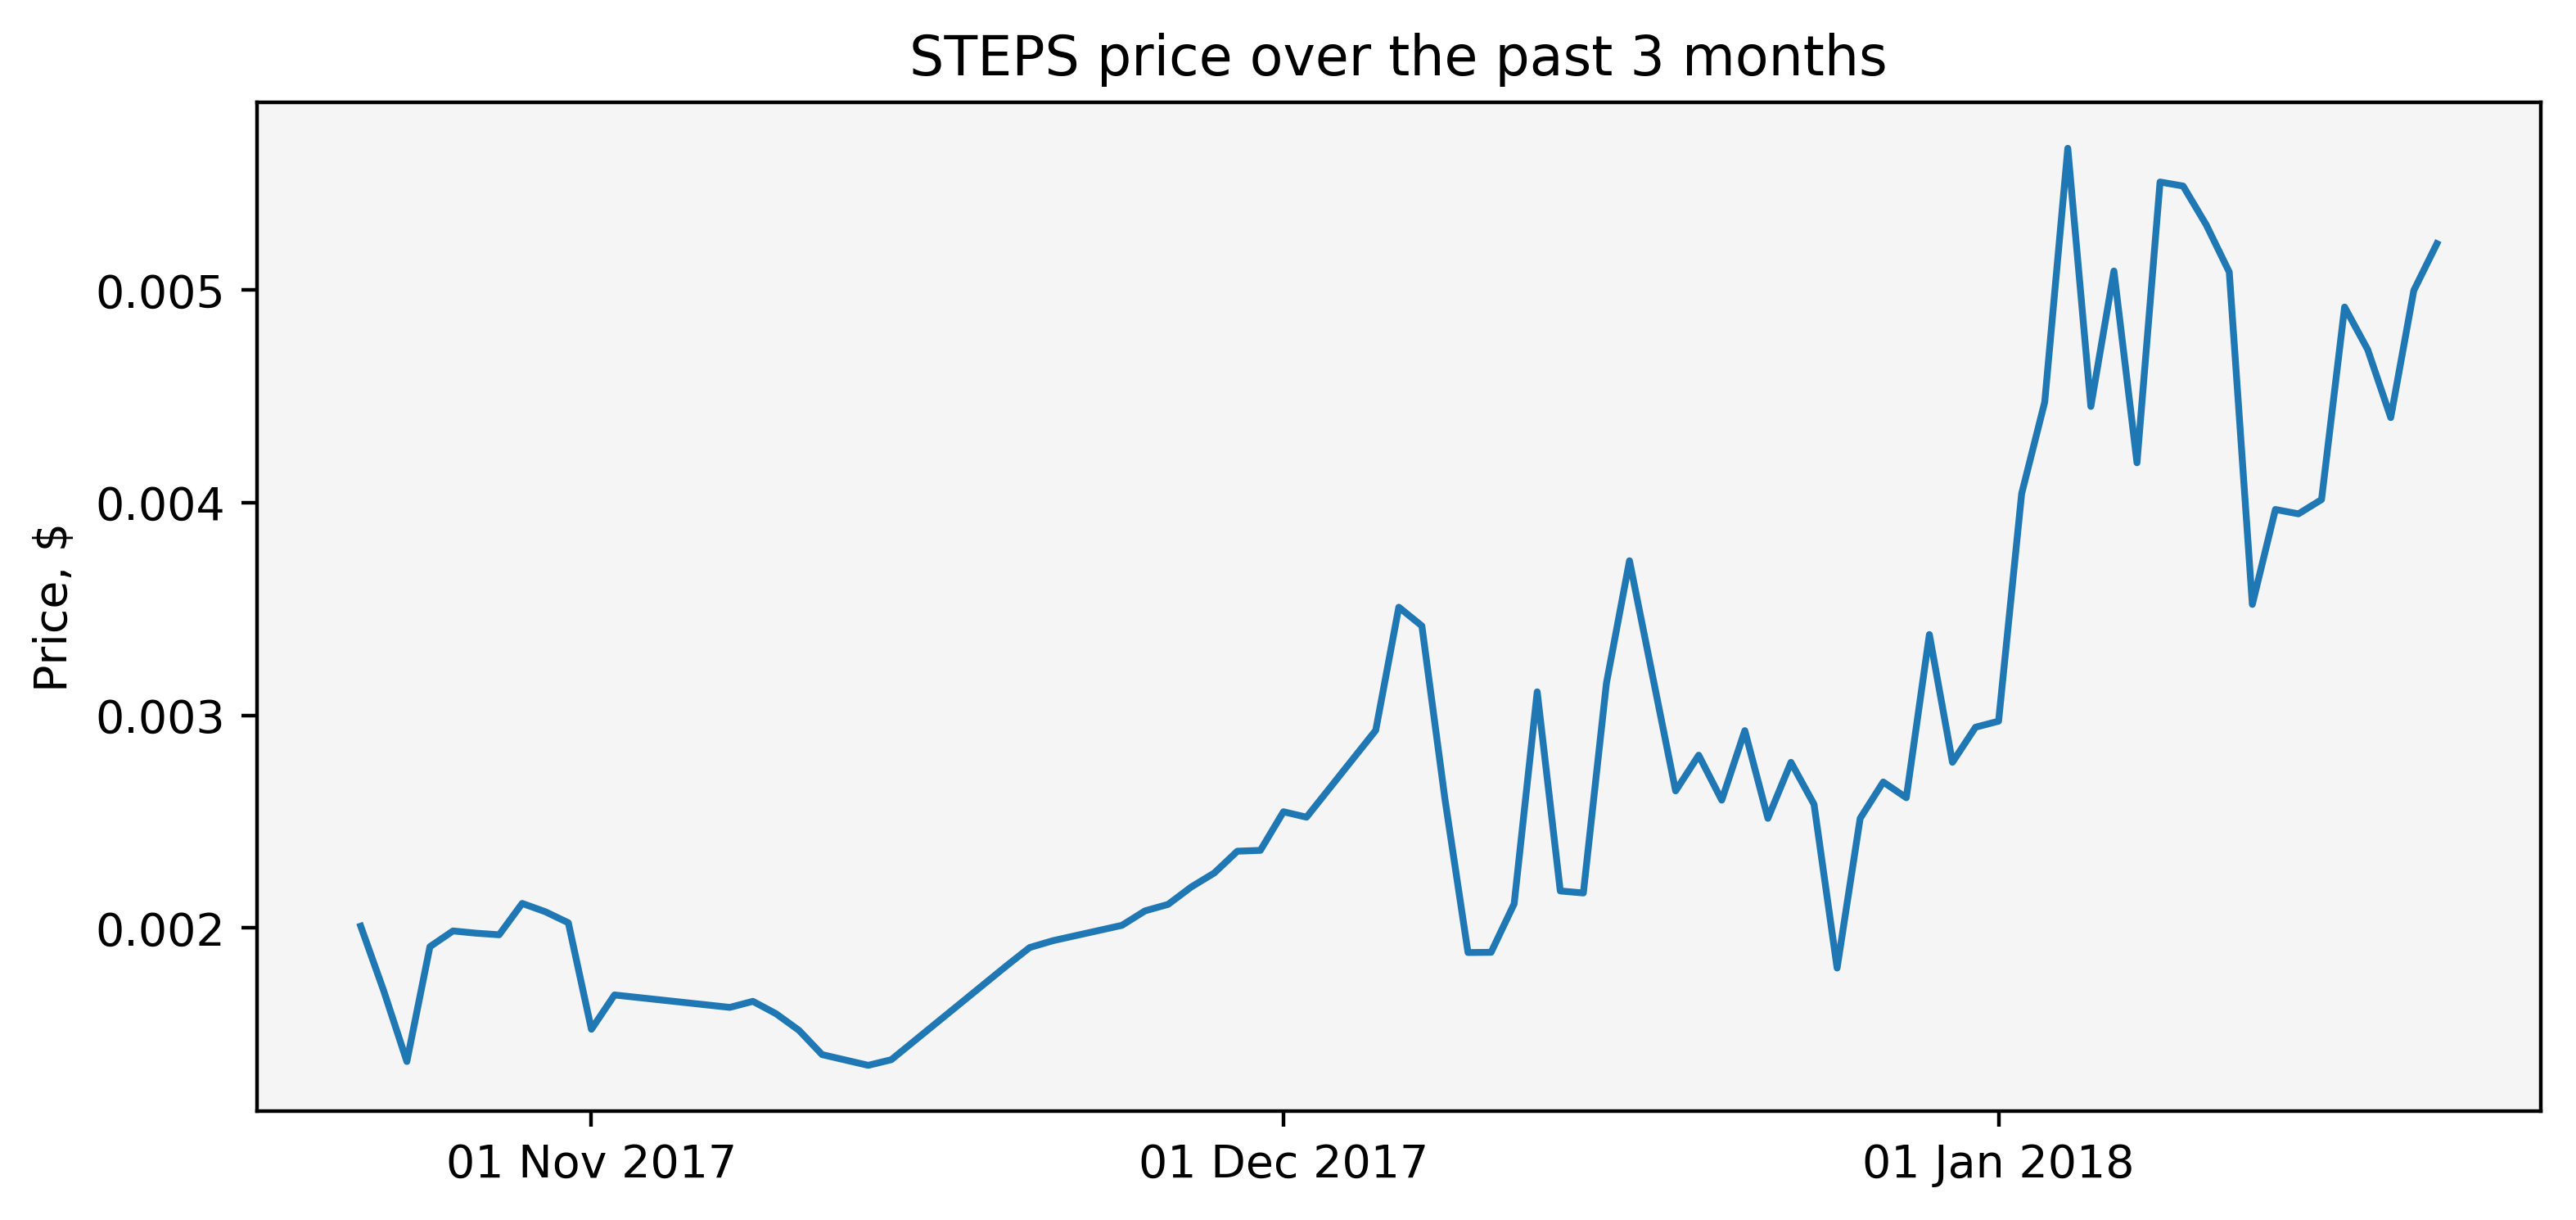 STEPS price over the past 3 months
Price, $
0.005
0.004
0.003
0.002
01 Nov 2017
01 Dec 2017
01 Jan 2018